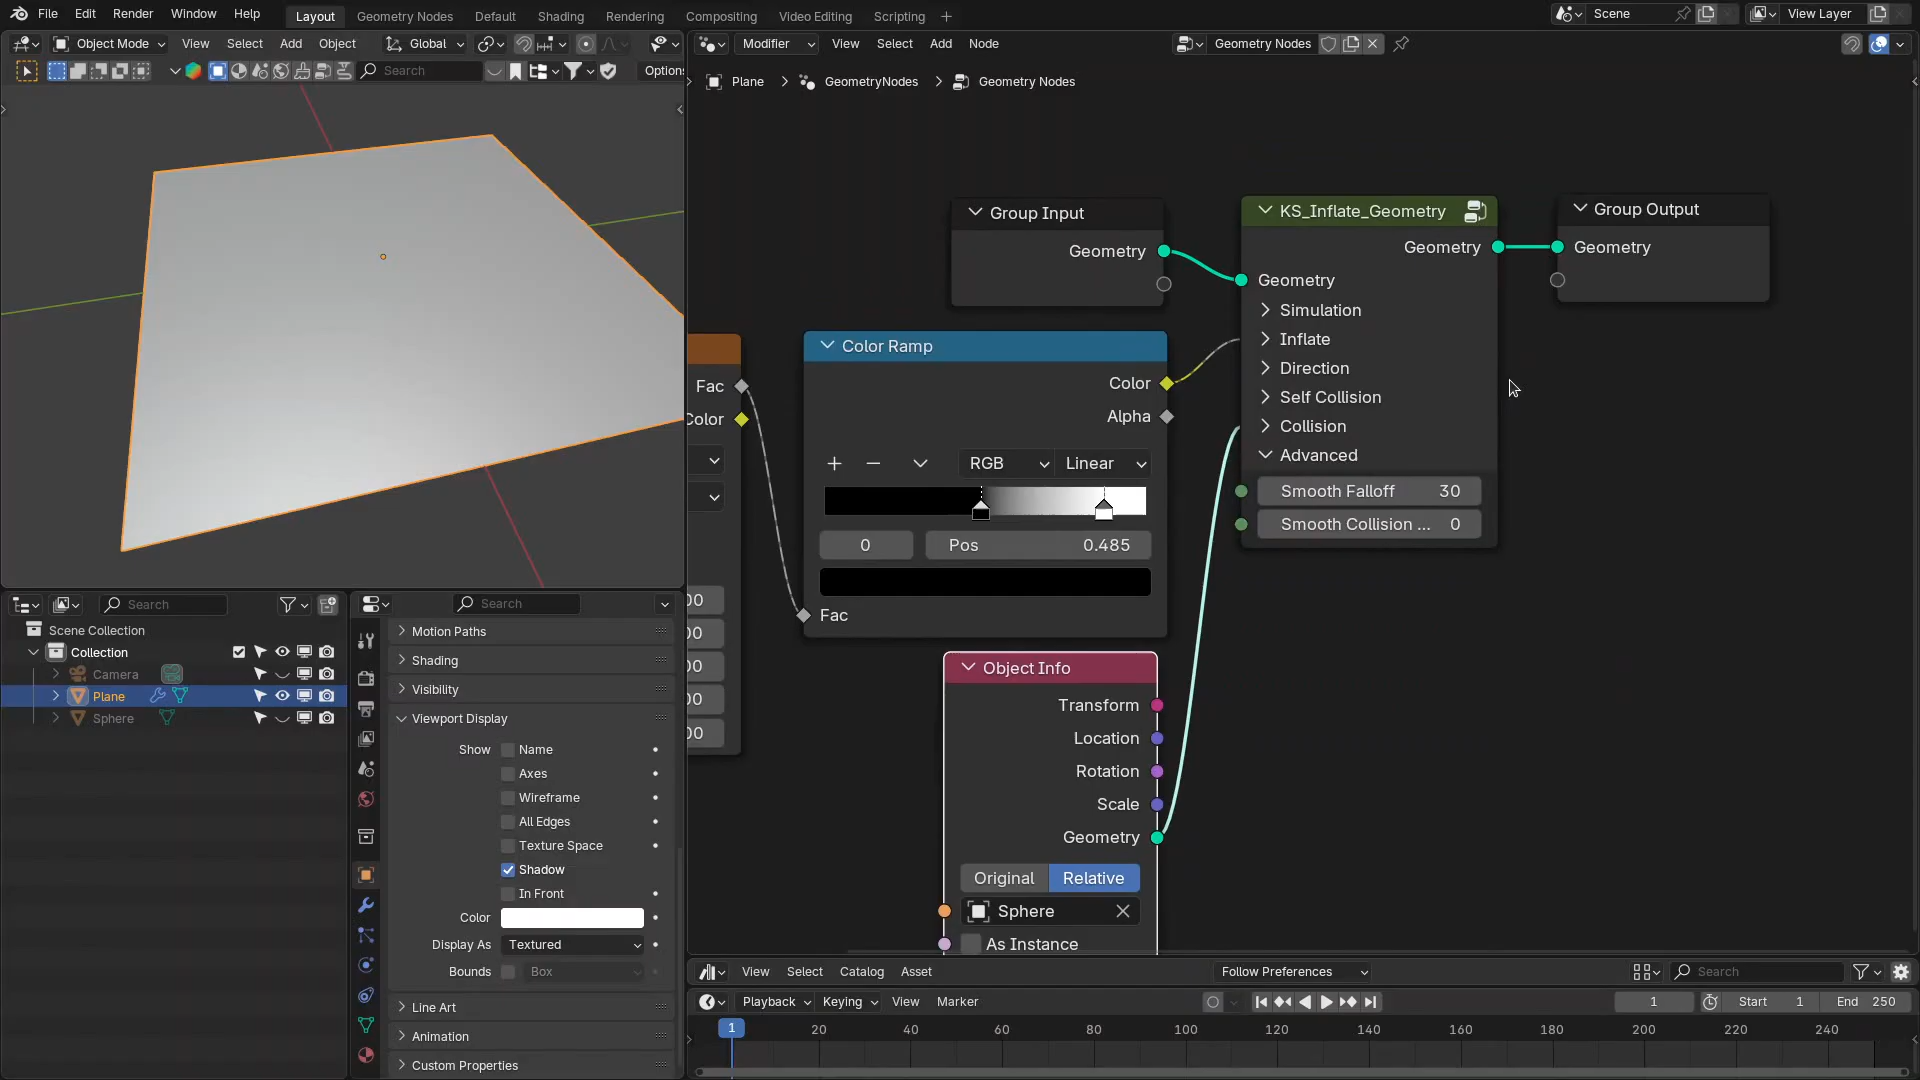 File Edit Render Window Help
Layout Geometry Nodes Default Shading Rendering Compositing Video Editing Scripting
Scene
View Layer
Object Mode View Select Add Object Global
Search
Options
Modifier View Select Add Node
Geometry Nodes
Plane > GeometryNodes > Geometry Nodes
Group Input
Geometry
KS_Inflate_Geometry
Geometry
Geometry
Simulation
Inflate
Direction
Self Collision
Collision
Advanced
Smooth Falloff 30
Smooth Collision ... 0
Group Output
Geometry
Fac
Color
00
00
00
00
00
Color Ramp
Color
Alpha
RGB Linear
0 Pos 0.485
Fac
Object Info
Transform
Location
Rotation
Scale
Geometry
Original Relative
Sphere
As Instance
Search
Scene Collection
Collection
Camera
Plane
Sphere
Search
Motion Paths
Shading
Visibility
Viewport Display
Show Name
Axes
Wireframe
All Edges
Texture Space
Shadow
In Front
Color
Display As Textured
Bounds Box
Line Art
Animation
Custom Properties
View Select Catalog Asset Follow Preferences Search
Playback Keying View Marker 1 Start 1 End 250
1 20 40 60 80 100 120 140 160 180 200 220 240